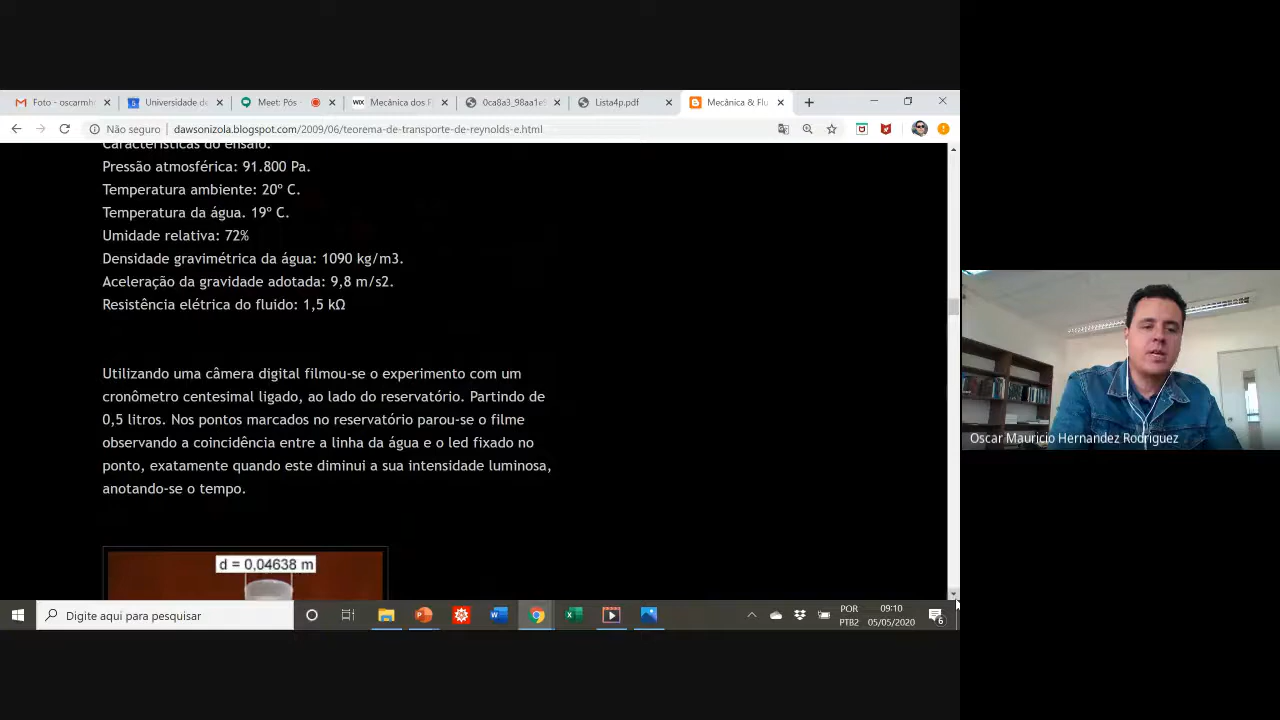 Foto - oscarmh
Universidade de
Meet: Pós
WIX
Mecânica dos F
0ca8a3_98aa1e
Lista4p.pdf
Mecânica & Flu
Não seguro
dawsonizola.blogspot.com/2009/06/teorema-de-transporte-de-reynolds-e.html
Características do ensaio.
Pressão atmosférica: 91.800 Pa.
Temperatura ambiente: 20º C.
Temperatura da água. 19º C.
Umidade relativa: 72%
Densidade gravimétrica da água: 1090 kg/m3.
Aceleração da gravidade adotada: 9,8 m/s2.
Resistência elétrica do fluido: 1,5 kΩ
Utilizando uma câmera digital filmou-se o experimento com um
cronômetro centesimal ligado, ao lado do reservatório. Partindo de
0,5 litros. Nos pontos marcados no reservatório parou-se o filme
observando a coincidência entre a linha da água e o led fixado no
ponto, exatamente quando este diminui a sua intensidade luminosa,
anotando-se o tempo.
d = 0,04638 m
Oscar Mauricio Hernandez Rodriguez
Digite aqui para pesquisar
POR
PTB2
09:10
05/05/2020
6